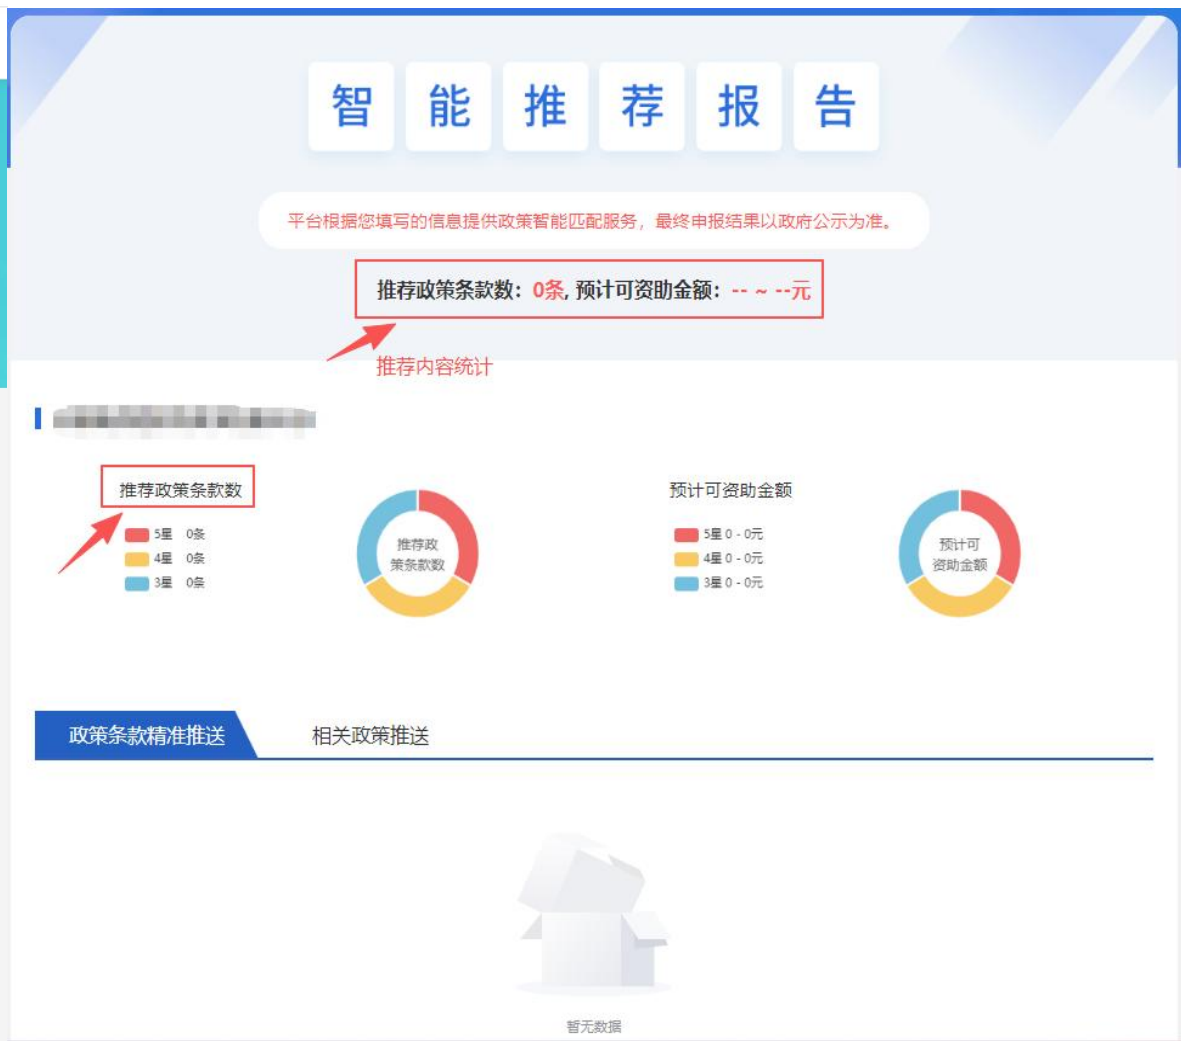 智能推荐报告
平台根据您填写的信息提供政策智能匹配服务，最终申报结果以政府公示为准。
推荐政策条款数：0条, 预计可资助金额：-- ~ --元
推荐内容统计
推荐政策条款数
5星 0条
4星 0条
3星 0条
推荐政
策条款数
预计可资助金额
5星 0 - 0元
4星 0 - 0元
3星 0 - 0元
预计可
资助金额
政策条款精准推送 相关政策推送
暂无数据